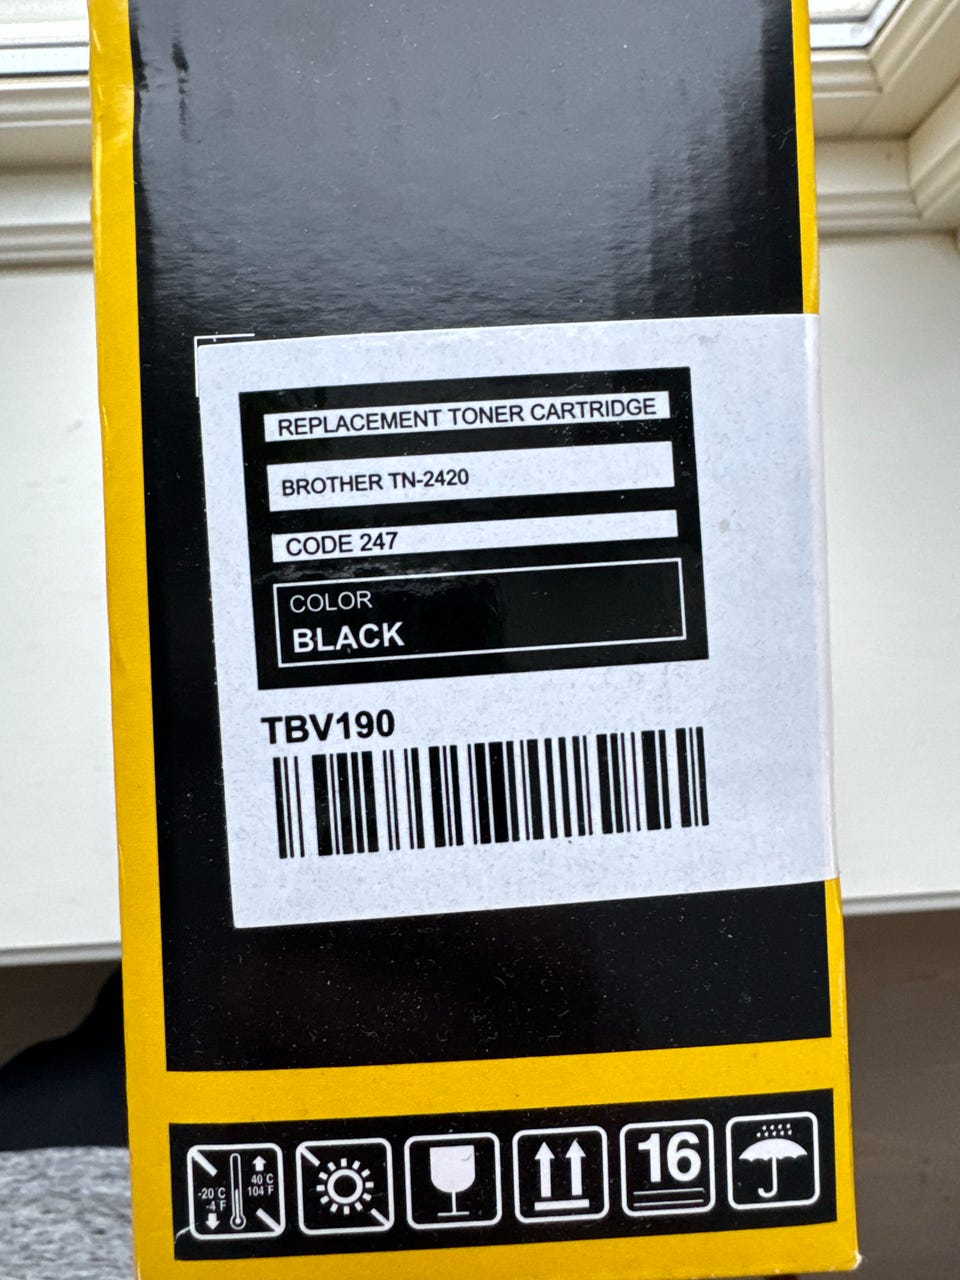 REPLACEMENT TONER CARTRIDGE
BROTHER TN-2420
CODE 247
COLOR
BLACK
TBV190
-20°C
-4°F
40°C
104°F
16